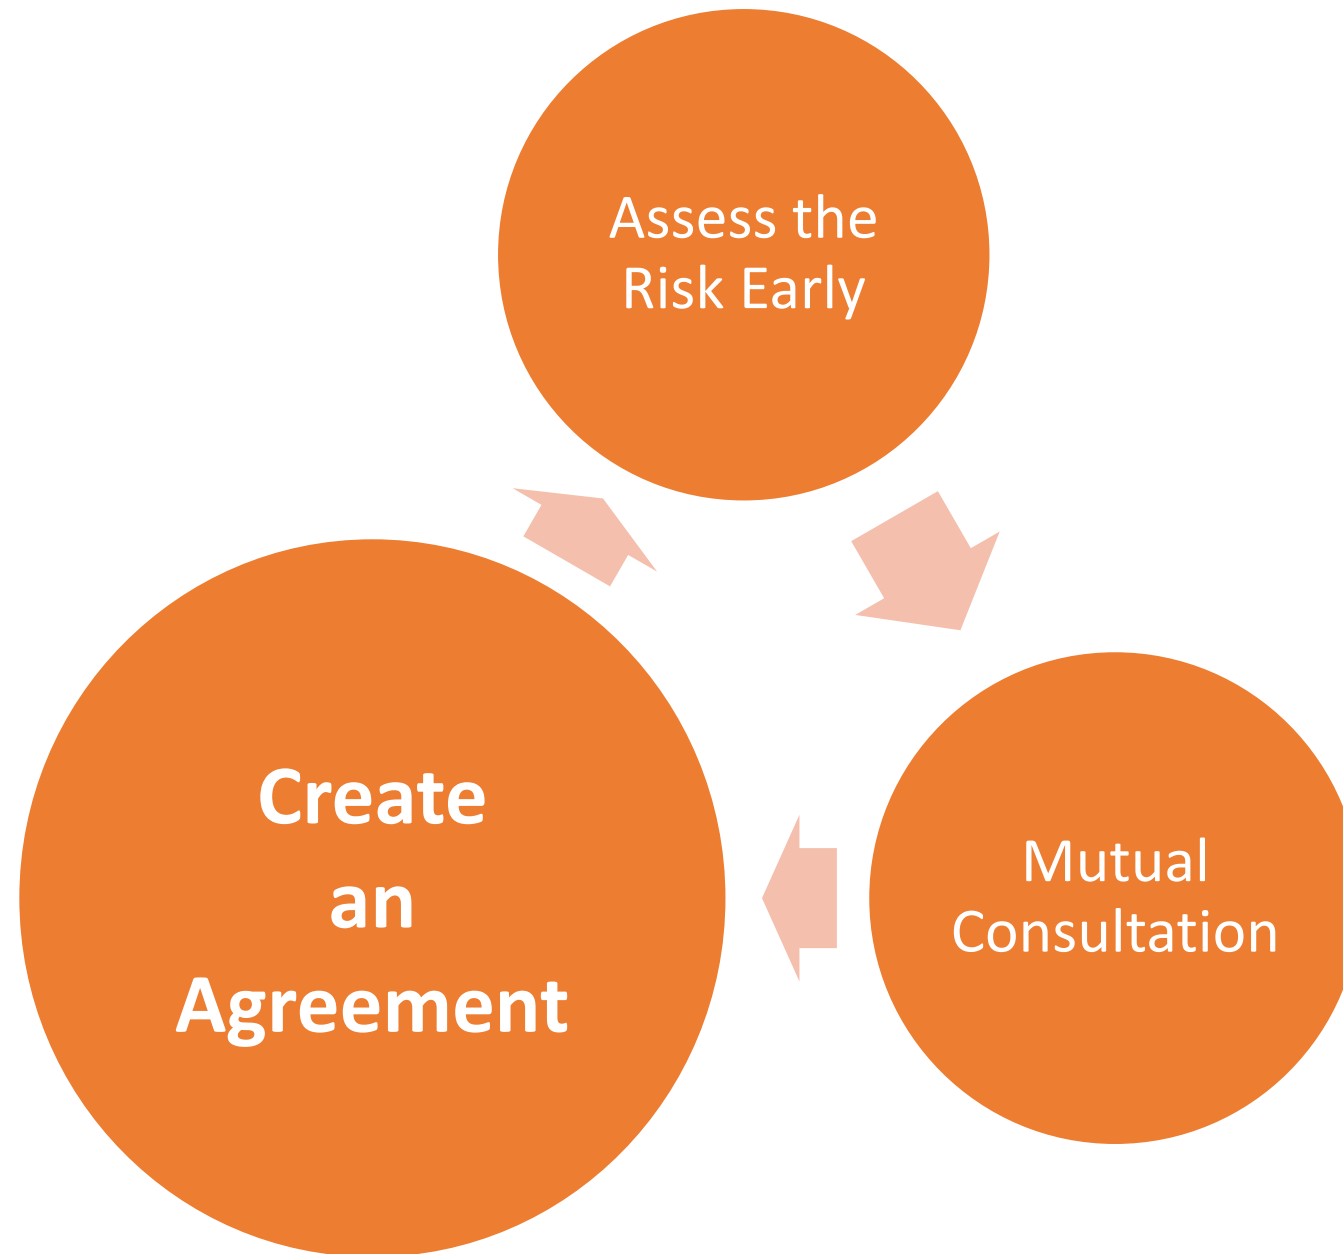 Assess the
Risk Early
Mutual
Consultation
Create
an
Agreement